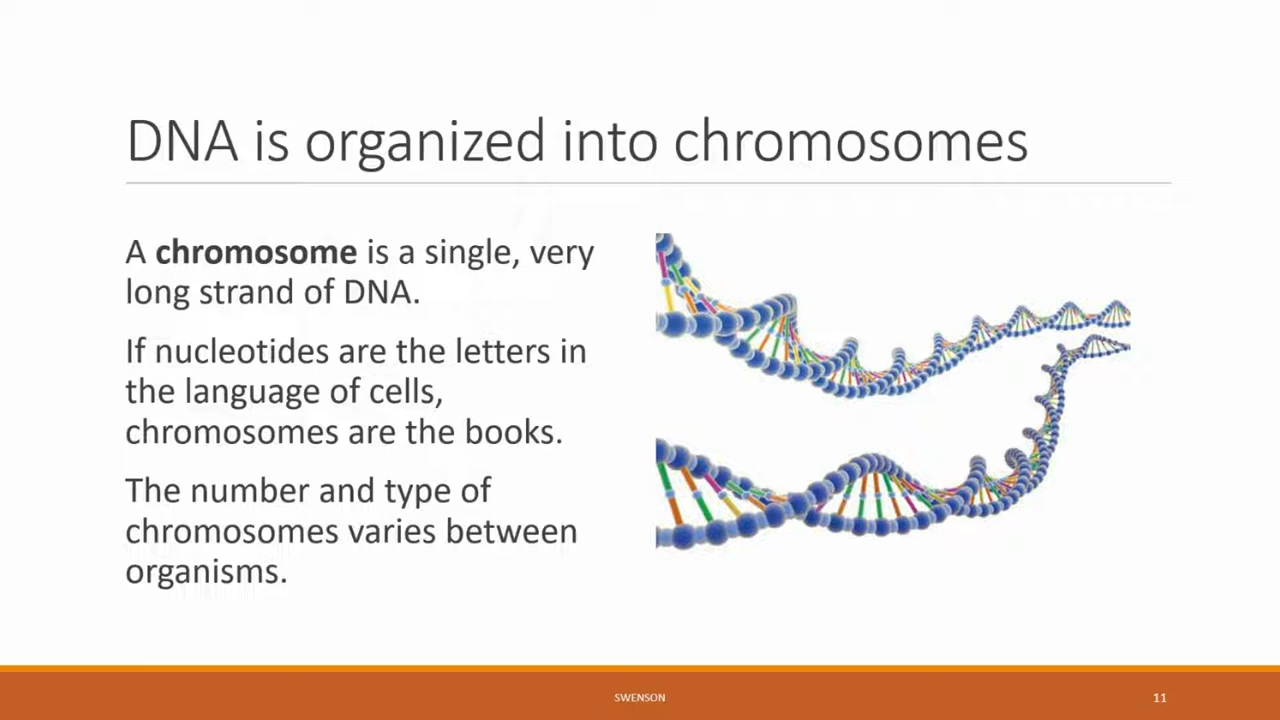 DNA is organized into chromosomes
A chromosome is a single, very
long strand of DNA.
If nucleotides are the letters in
the language of cells,
chromosomes are the books.
The number and type of
chromosomes varies between
organisms.
SWENSON
11